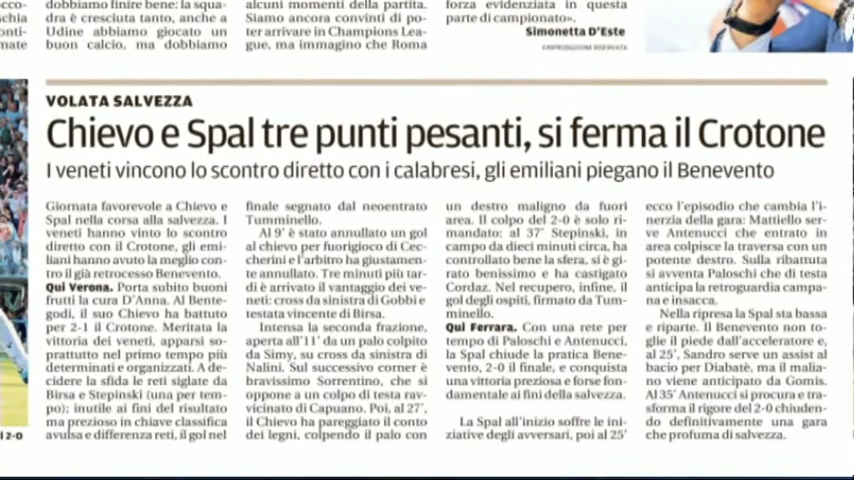 dobbiamo finire bene: la squa-
dra è cresciuta tanto, anche a
Udine abbiamo giocato un
buon calcio, ma dobbiamo
alcuni momenti della partita.
Siamo ancora convinti di po-
ter arrivare in Champions Lea-
gue, ma immagino che Roma
forza evidenziata in questa
parte di campionato».
Simonetta D'Este
©RIPRODUZIONE RISERVATA
VOLATA SALVEZZA
Chievo e Spal tre punti pesanti, si ferma il Crotone
I veneti vincono lo scontro diretto con i calabresi, gli emiliani piegano il Benevento
Giornata favorevole a Chievo e
Spal nella corsa alla salvezza. I
veneti hanno vinto lo scontro
diretto con il Crotone, gli emi-
liani hanno avuto la meglio con-
tro il già retrocesso Benevento.
Qui Verona. Porta subito buoni
frutti la cura D'Anna. Al Bente-
godi, il suo Chievo ha battuto
per 2-1 il Crotone. Meritata la
vittoria dei veneti, apparsi so-
prattutto nel primo tempo più
determinati e organizzati. A de-
cidere la sfida le reti siglate da
Birsa e Stepinski (una per tem-
po); inutile ai fini del risultato
ma prezioso in chiave classifica
avulsa e differenza reti, il gol nel
finale segnato dal neoentrato
Tumminello.
Al 9' è stato annullato un gol
al chievo per fuorigioco di Cec-
cherini e l'arbitro ha giustamen-
te annullato. Tre minuti più tar-
di è arrivato il vantaggio dei ve-
neti: cross da sinistra di Gobbi e
testata vincente di Birsa.
Intensa la seconda frazione,
aperta all'11' da un palo colpito
da Simy, su cross da sinistra di
Nalini. Sul successivo corner è
bravissimo Sorrentino, che si
oppone a un colpo di testa rav-
vicinato di Capuano. Poi, al 27',
il Chievo ha pareggiato il conto
dei legni, colpendo il palo con
un destro maligno da fuori
area. Il colpo del 2-0 è solo ri-
mandato: al 37' Stepinski, in
campo da dieci minuti circa, ha
controllato bene la sfera, si è gi-
rato benissimo e ha castigato
Cordaz. Nel recupero, infine, il
gol degli ospiti, firmato da Tum-
minello.
Qui Ferrara. Con una rete per
tempo di Paloschi e Antenucci,
la Spal chiude la pratica Bene-
vento, 2-0 il finale, e conquista
una vittoria preziosa e forse fon-
damentale ai fini della salvezza.
La Spal all'inizio soffre le ini-
ziative degli avversari, poi al 25'
ecco l'episodio che cambia l'i-
nerzia della gara: Mattiello ser-
ve Antenucci che entrato in
area colpisce la traversa con un
potente destro. Sulla ribattuta
si avventa Paloschi che di testa
anticipa la retroguardia campa-
na e insacca.
Nella ripresa la Spal sta bassa
e riparte. Il Benevento non to-
glie il piede dall'acceleratore e,
al 25', Sandro serve un assist al
bacio per Diabatè, ma il malia-
no viene anticipato da Gomis.
Al 35' Antenucci si procura e tra-
sforma il rigore del 2-0 chiuden-
do definitivamente una gara
che profuma di salvezza.